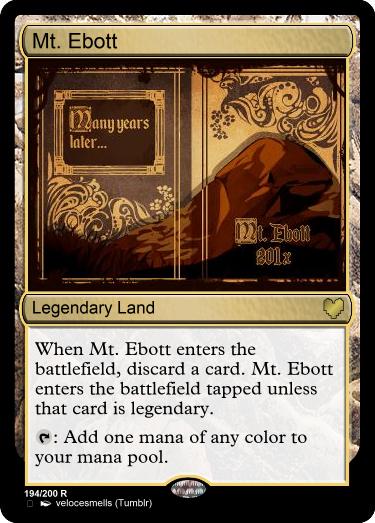 Mt. Ebott
Many years
later...
Mt. Ebott
201x
Legendary Land
When Mt. Ebott enters the
battlefield, discard a card. Mt. Ebott
enters the battlefield tapped unless
that card is legendary.
: Add one mana of any color to
your mana pool.
194/200 R
velocesmells (Tumblr)